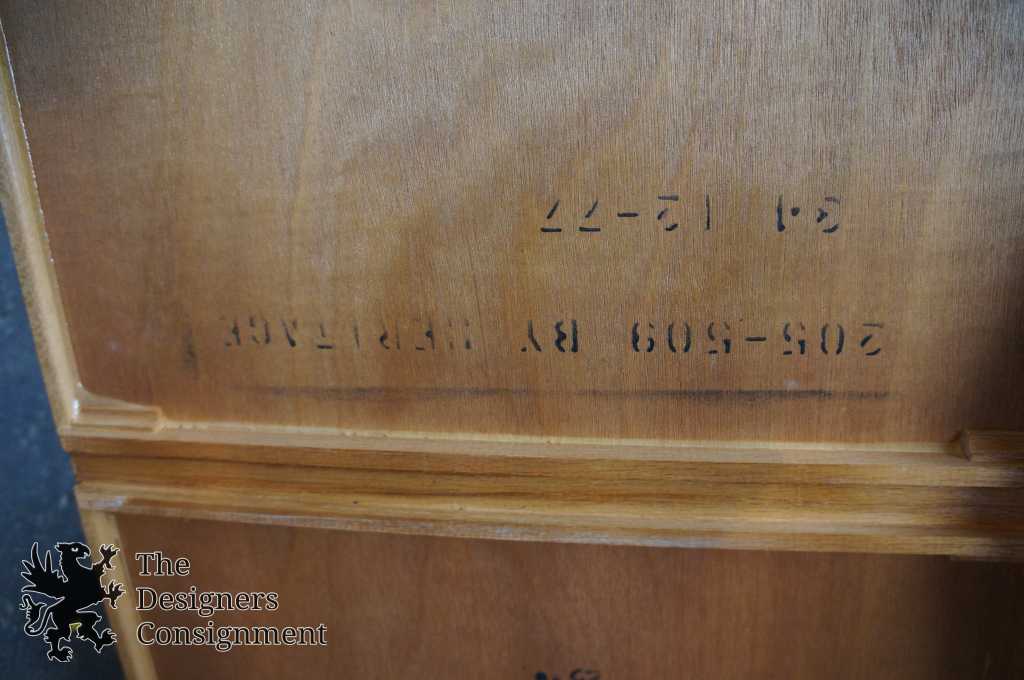 205-509 BY HERITAGE
34 12-77
The
Designers
Consignment